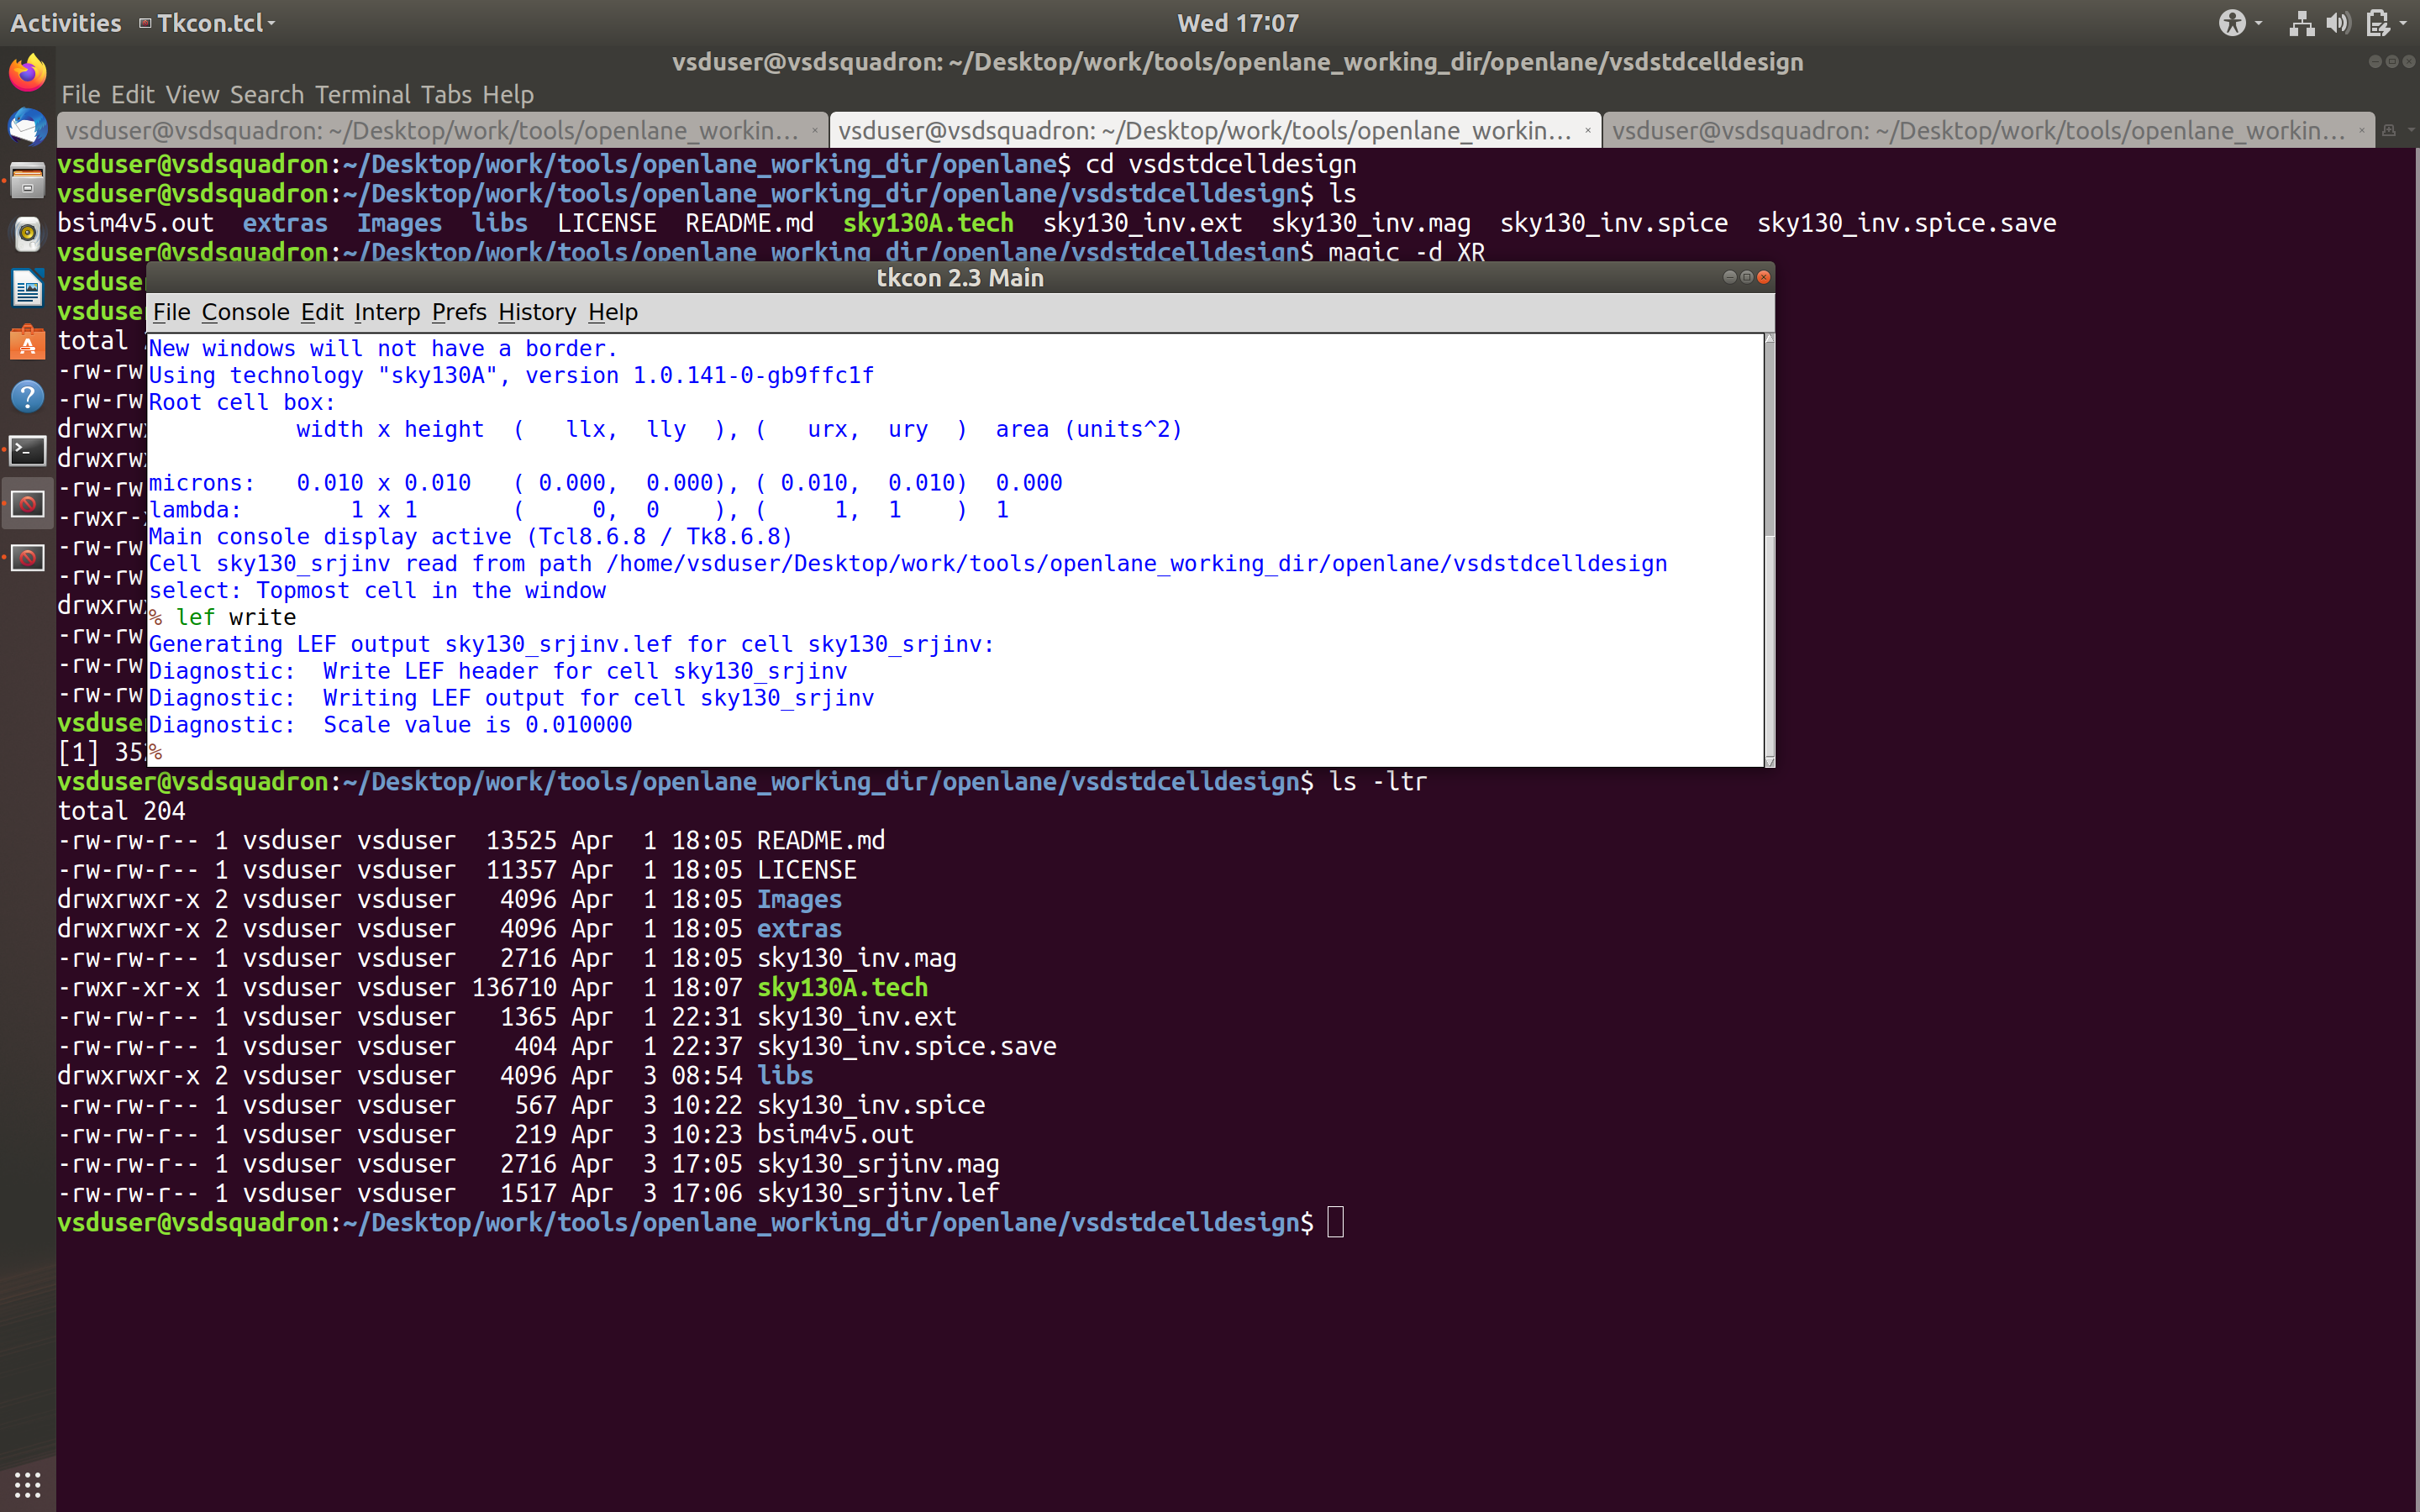 Activities Tkcon.tcl Wed 17:07
vsduser@vsdsquadron: ~/Desktop/work/tools/openlane_working_dir/openlane/vsdstdcelldesign
File Edit View Search Terminal Tabs Help
vsduser@vsdsquadron: ~/Desktop/work/tools/openlane_workin... vsduser@vsdsquadron: ~/Desktop/work/tools/openlane_workin... vsduser@vsdsquadron: ~/Desktop/work/tools/openlane_workin...
vsduser@vsdsquadron:~/Desktop/work/tools/openlane_working_dir/openlane$ cd vsdstdcelldesign
vsduser@vsdsquadron:~/Desktop/work/tools/openlane_working_dir/openlane/vsdstdcelldesign$ ls
bsim4v5.out extras Images libs LICENSE README.md sky130A.tech sky130_inv.ext sky130_inv.mag sky130_inv.spice sky130_inv.spice.save
vsduser@vsdsquadron:~/Desktop/work/tools/openlane_working_dir/openlane/vsdstdcelldesign$ magic -d XR
vsduse
vsduse
total
-rw-rw
-rw-rw
drwxrwx
drwxrwx
-rw-rw
-rwxr-x
-rw-rw
-rw-rw
drwxrwx
-rw-rw
-rw-rw
-rw-rw
vsduse
[1] 35
tkcon 2.3 Main
File Console Edit Interp Prefs History Help
New windows will not have a border.
Using technology "sky130A", version 1.0.141-0-gb9ffc1f
Root cell box:
width x height ( llx, lly ), ( urx, ury ) area (units^2)
microns: 0.010 x 0.010 ( 0.000, 0.000), ( 0.010, 0.010) 0.000
lambda: 1 x 1 ( 0, 0 ), ( 1, 1 ) 1
Main console display active (Tcl8.6.8 / Tk8.6.8)
Cell sky130_srjinv read from path /home/vsduser/Desktop/work/tools/openlane_working_dir/openlane/vsdstdcelldesign
select: Topmost cell in the window
% lef write
Generating LEF output sky130_srjinv.lef for cell sky130_srjinv:
Diagnostic: Write LEF header for cell sky130_srjinv
Diagnostic: Writing LEF output for cell sky130_srjinv
Diagnostic: Scale value is 0.010000
%
vsduser@vsdsquadron:~/Desktop/work/tools/openlane_working_dir/openlane/vsdstdcelldesign$ ls -ltr
total 204
-rw-rw-r-- 1 vsduser vsduser 13525 Apr 1 18:05 README.md
-rw-rw-r-- 1 vsduser vsduser 11357 Apr 1 18:05 LICENSE
drwxrwxr-x 2 vsduser vsduser 4096 Apr 1 18:05 Images
drwxrwxr-x 2 vsduser vsduser 4096 Apr 1 18:05 extras
-rw-rw-r-- 1 vsduser vsduser 2716 Apr 1 18:05 sky130_inv.mag
-rwxr-xr-x 1 vsduser vsduser 136710 Apr 1 18:07 sky130A.tech
-rw-rw-r-- 1 vsduser vsduser 1365 Apr 1 22:31 sky130_inv.ext
-rw-rw-r-- 1 vsduser vsduser 404 Apr 1 22:37 sky130_inv.spice.save
drwxrwxr-x 2 vsduser vsduser 4096 Apr 3 08:54 libs
-rw-rw-r-- 1 vsduser vsduser 567 Apr 3 10:22 sky130_inv.spice
-rw-rw-r-- 1 vsduser vsduser 219 Apr 3 10:23 bsim4v5.out
-rw-rw-r-- 1 vsduser vsduser 2716 Apr 3 17:05 sky130_srjinv.mag
-rw-rw-r-- 1 vsduser vsduser 1517 Apr 3 17:06 sky130_srjinv.lef
vsduser@vsdsquadron:~/Desktop/work/tools/openlane_working_dir/openlane/vsdstdcelldesign$